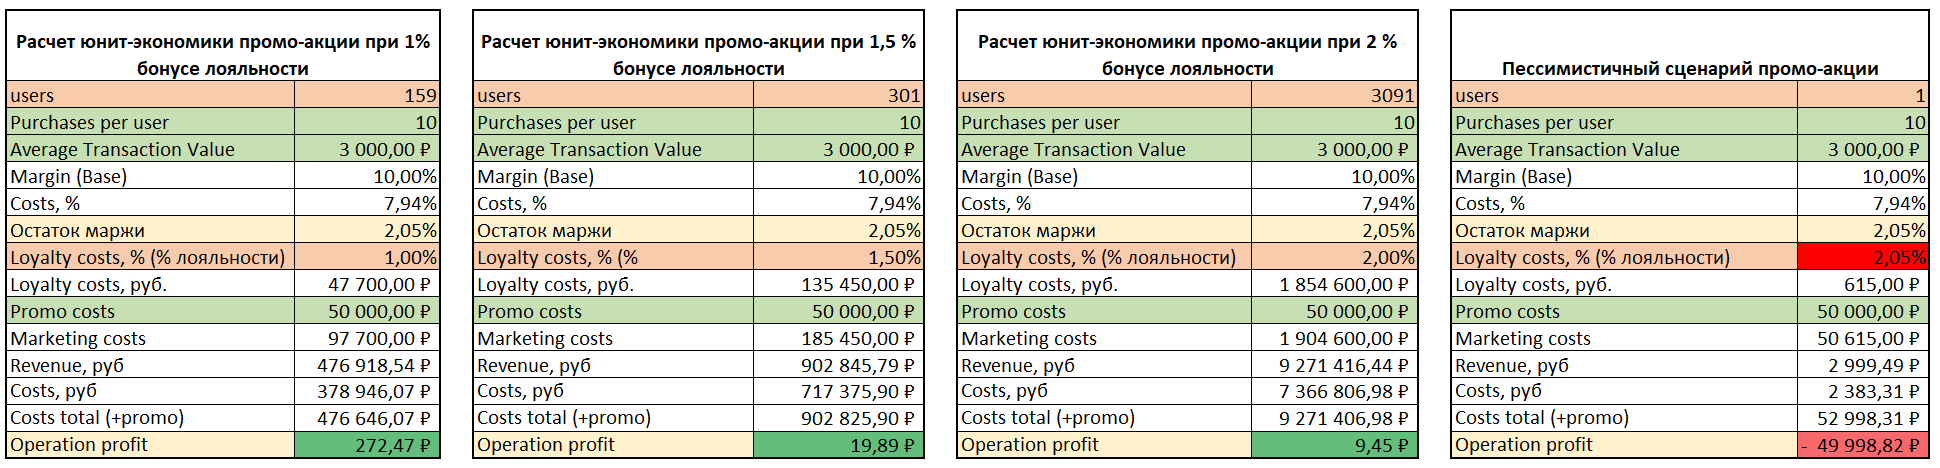 Расчет юнит-экономики промо-акции при 1%
бонусе лояльности
users 159
Purchases per user 10
Average Transaction Value 3 000,00 ₽
Margin (Base) 10,00%
Costs, % 7,94%
Остаток маржи 2,05%
Loyalty costs, % (% лояльности) 1,00%
Loyalty costs, руб. 47 700,00 ₽
Promo costs 50 000,00 ₽
Marketing costs 97 700,00 ₽
Revenue, руб 476 918,54 ₽
Costs, руб 378 946,07 ₽
Costs total (+promo) 476 646,07 ₽
Operation profit 272,47 ₽
Расчет юнит-экономики промо-акции при 1,5 %
бонусе лояльности
users 301
Purchases per user 10
Average Transaction Value 3 000,00 ₽
Margin (Base) 10,00%
Costs, % 7,94%
Остаток маржи 2,05%
Loyalty costs, % (% 1,50%
Loyalty costs, руб. 135 450,00 ₽
Promo costs 50 000,00 ₽
Marketing costs 185 450,00 ₽
Revenue, руб 902 845,79 ₽
Costs, руб 717 375,90 ₽
Costs total (+promo) 902 825,90 ₽
Operation profit 19,89 ₽
Расчет юнит-экономики промо-акции при 2 %
бонусе лояльности
users 3091
Purchases per user 10
Average Transaction Value 3 000,00 ₽
Margin (Base) 10,00%
Costs, % 7,94%
Остаток маржи 2,05%
Loyalty costs, % (% лояльности) 2,00%
Loyalty costs, руб. 1 854 600,00 ₽
Promo costs 50 000,00 ₽
Marketing costs 1 904 600,00 ₽
Revenue, руб 9 271 416,44 ₽
Costs, руб 7 366 806,98 ₽
Costs total (+promo) 9 271 406,98 ₽
Operation profit 9,45 ₽
Пессимистичный сценарий промо-акции
users 1
Purchases per user 10
Average Transaction Value 3 000,00 ₽
Margin (Base) 10,00%
Costs, % 7,94%
Остаток маржи 2,05%
Loyalty costs, % (% лояльности) 2,05%
Loyalty costs, руб. 615,00 ₽
Promo costs 50 000,00 ₽
Marketing costs 50 615,00 ₽
Revenue, руб 2 999,49 ₽
Costs, руб 2 383,31 ₽
Costs total (+promo) 52 998,31 ₽
Operation profit - 49 998,82 ₽